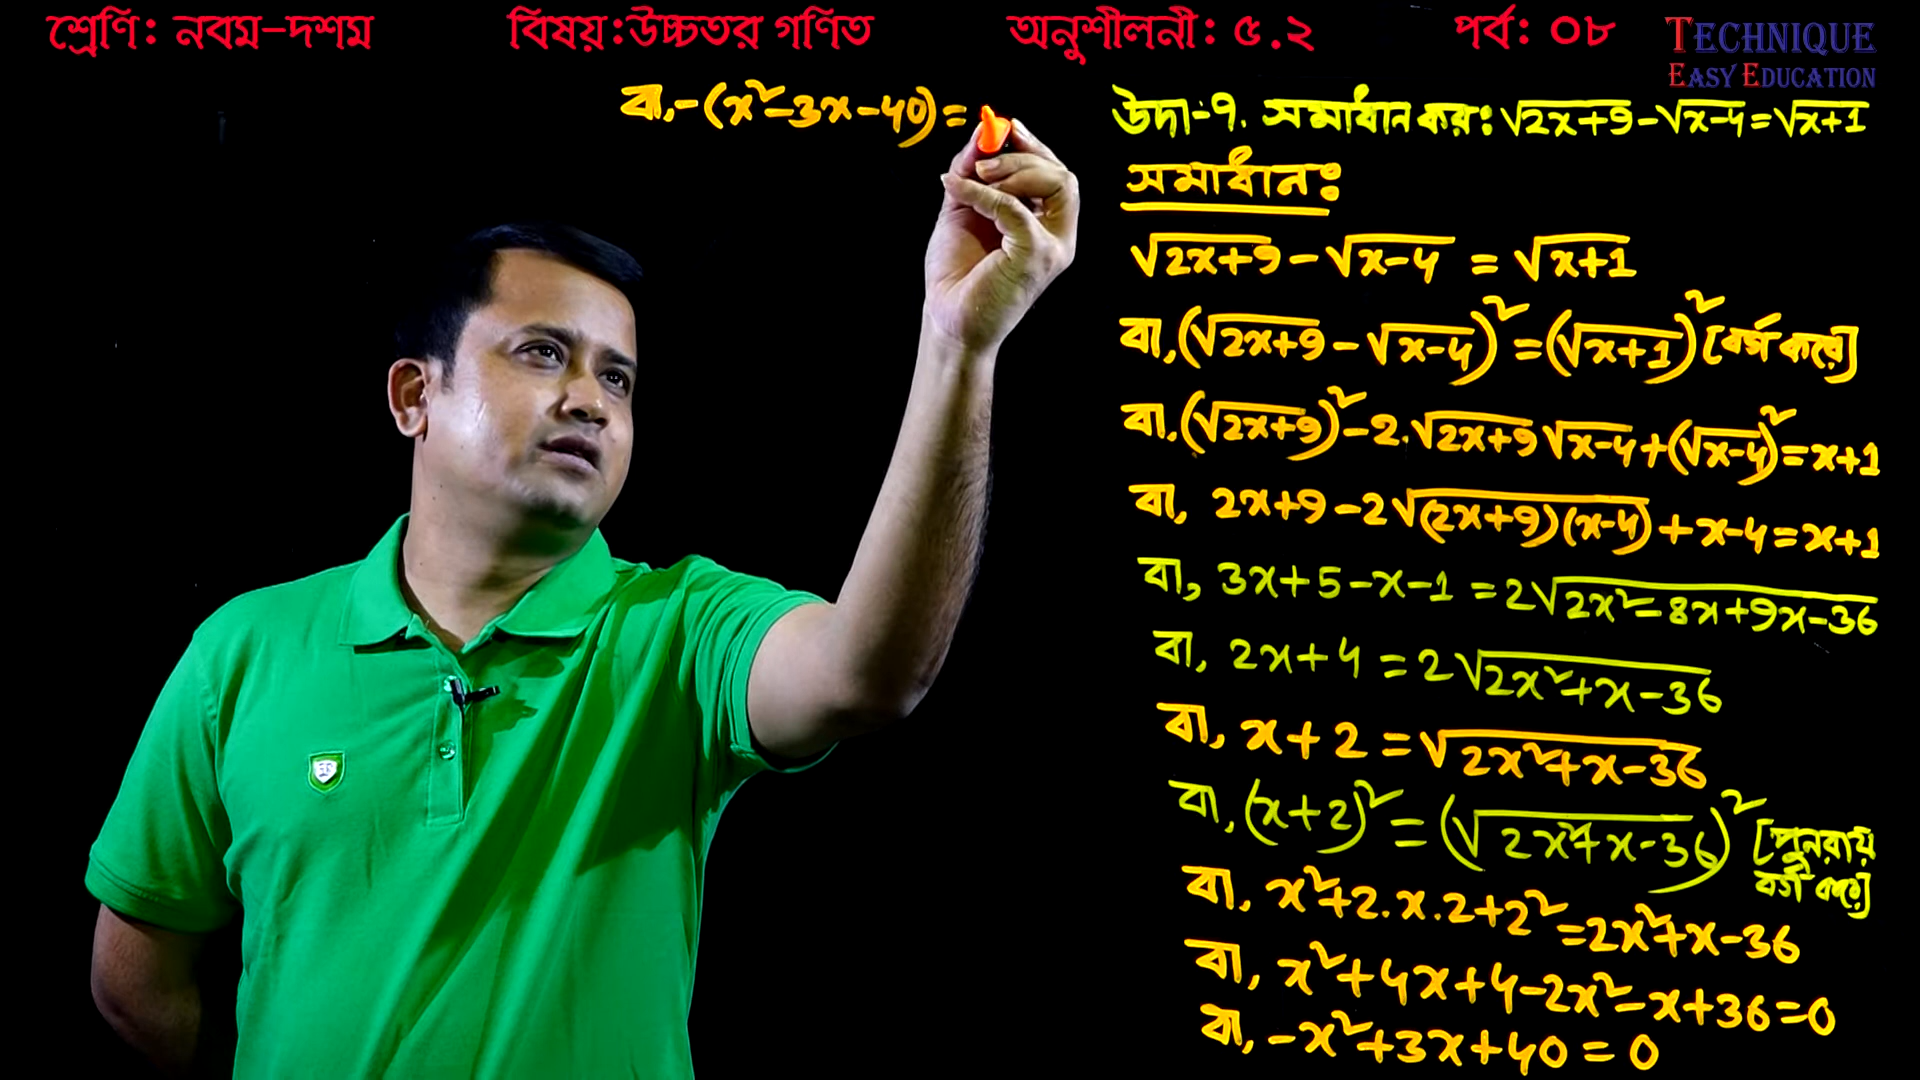 শ্রেণি: নবম-দশম বিষয়:উচ্চতর গণিত অনুশীলনী: ৫.২ পর্ব: ০৮
TECHNIQUE
EASY EDUCATION
উদা-৭. সমাধান কর: √2x+9 - √x-4 = √x+1
সমাধান:
√2x+9 - √x-4 = √x+1
বা, (√2x+9 - √x-4)² = (√x+1)² [বর্গ করে]
বা, (√2x+9)² - 2.√2x+9 √x-4 + (√x-4)² = x+1
বা, 2x+9-2√(2x+9)(x-4) + x-4 = x+1
বা, 3x+5-x-1 = 2√2x²-8x+9x-36
বা, 2x+4 = 2√2x²+x-36
বা, x+2 = √2x²+x-36
বা, (x+2)² = (√2x²+x-36)² [পুনরায়
বর্গ করে]
বা, x²+2.x.2+2² = 2x²+x-36
বা, x²+4x+4-2x²-x+36=0
বা, -x²+3x+40=0
বা, -(x²-3x-40)=